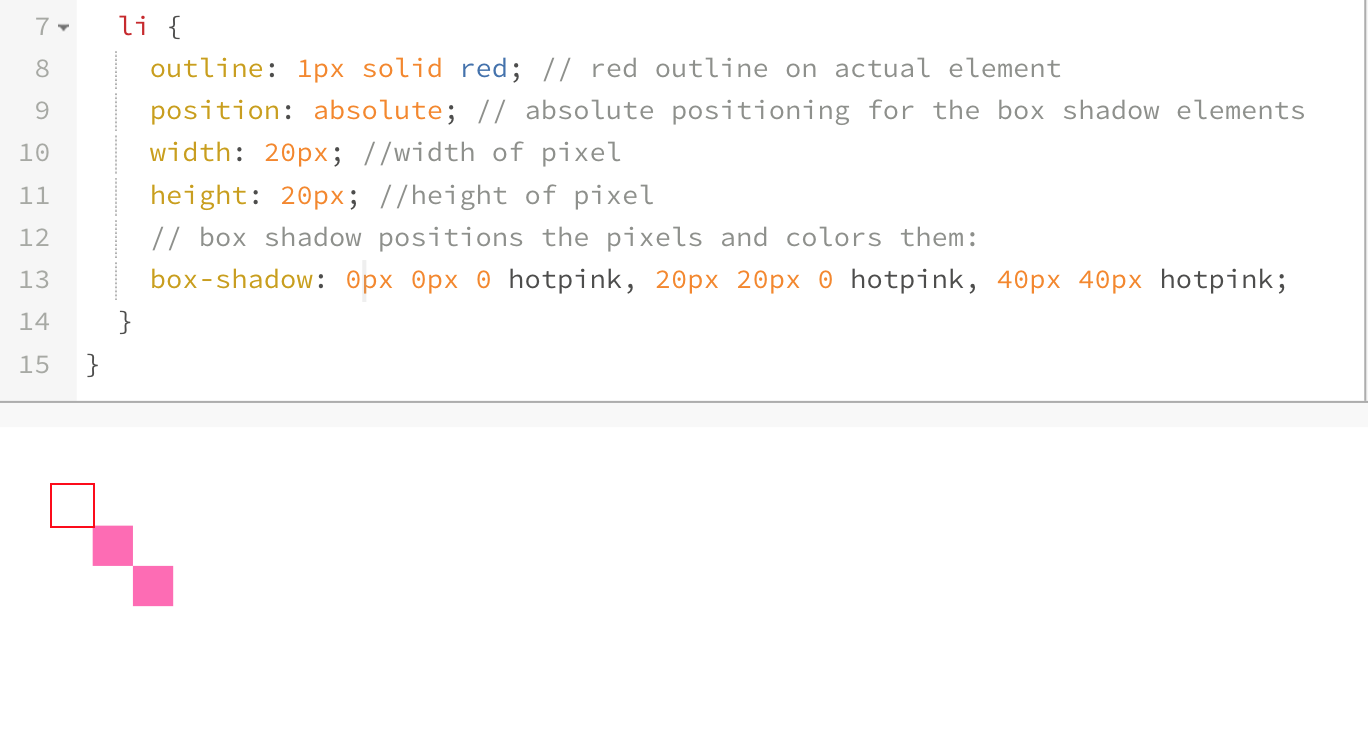 7 li {
8 outline: 1px solid red; // red outline on actual element
9 position: absolute; // absolute positioning for the box shadow elements
10 width: 20px; //width of pixel
11 height: 20px; //height of pixel
12 // box shadow positions the pixels and colors them:
13 box-shadow: 0px 0px 0 hotpink, 20px 20px 0 hotpink, 40px 40px hotpink;
14 }
15 }